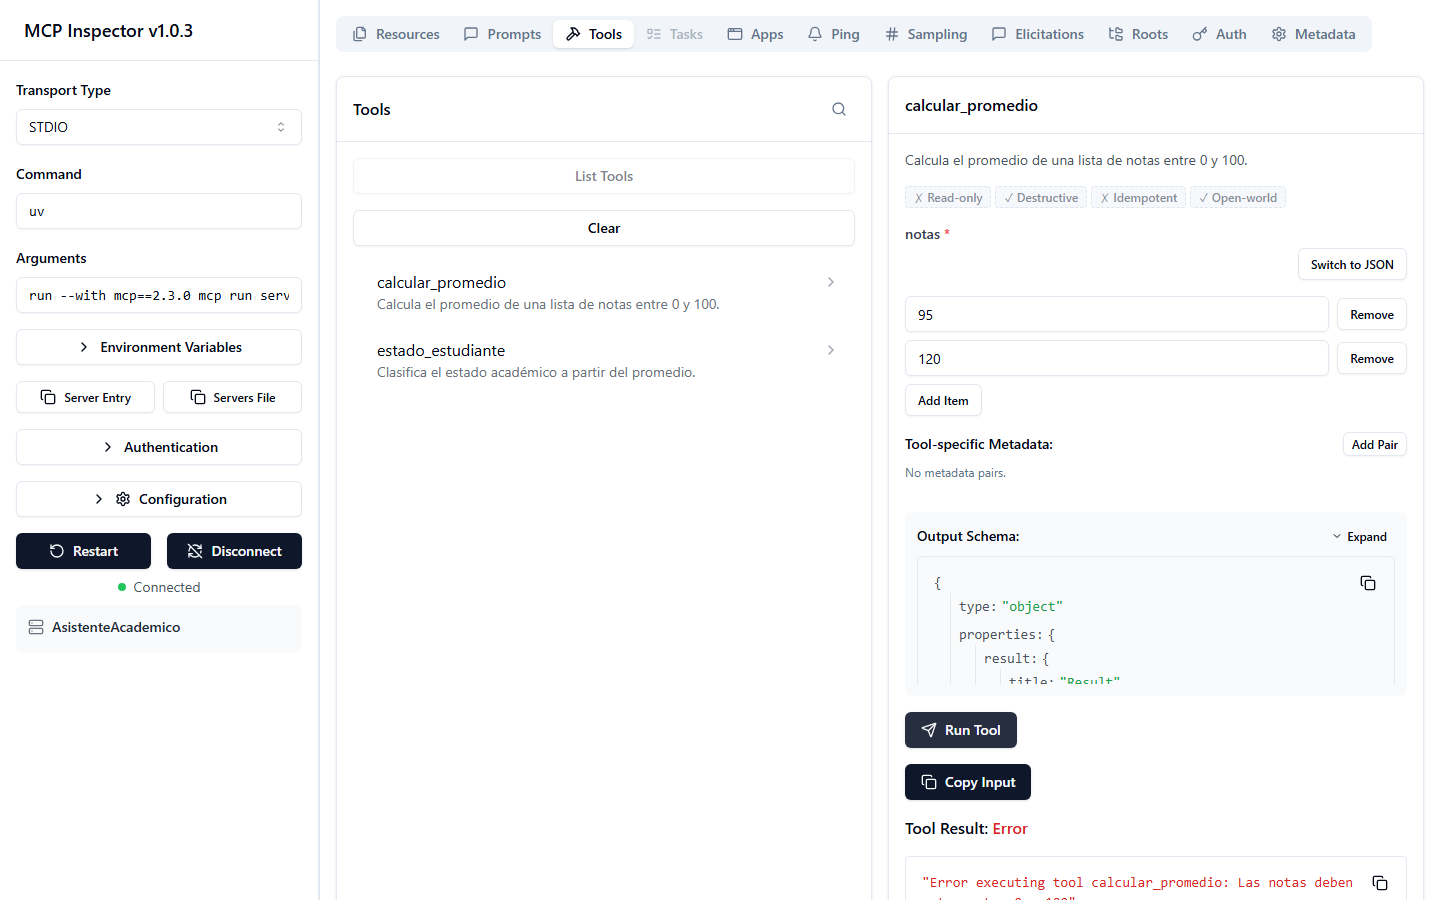 MCP Inspector v1.0.3
Transport Type
STDIO
Command
uv
Arguments
run --with mcp==2.3.0 mcp run serv
Environment Variables
Server Entry
Servers File
Authentication
Configuration
Restart
Disconnect
Connected
AsistenteAcademico
Resources
Prompts
Tools
Tasks
Apps
Ping
Sampling
Elicitations
Roots
Auth
Metadata
Tools
List Tools
Clear
calcular_promedio
Calcula el promedio de una lista de notas entre 0 y 100.
estado_estudiante
Clasifica el estado académico a partir del promedio.
calcular_promedio
Calcula el promedio de una lista de notas entre 0 y 100.
✗ Read-only
✓ Destructive
✗ Idempotent
✓ Open-world
notas *
Switch to JSON
95
Remove
120
Remove
Add Item
Tool-specific Metadata:
Add Pair
No metadata pairs.
Output Schema:
Expand
{
type: "object"
properties: {
result: {
title: "Result"
Run Tool
Copy Input
Tool Result: Error
"Error executing tool calcular_promedio: Las notas deben